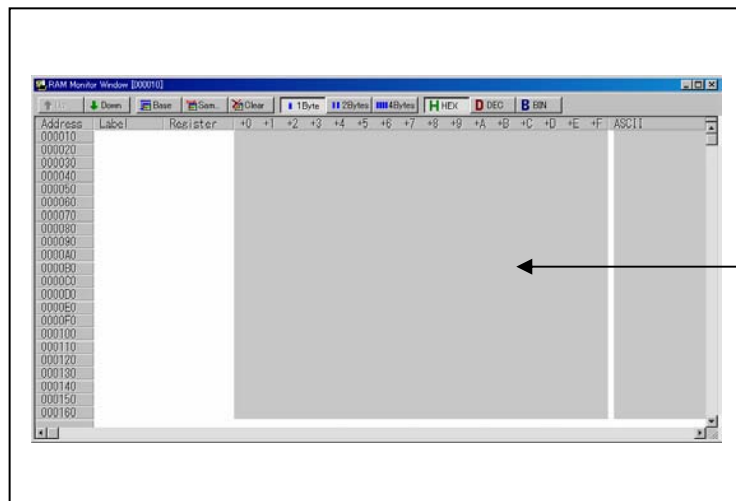 RAM Monitor Window [000010]
Up Down Base Sam... Clear 1Byte 2Bytes 4Bytes H HEX D DEC B BIN
Address Label Register +0 +1 +2 +3 +4 +5 +6 +7 +8 +9 +A +B +C +D +E +F ASCII
000010
000020
000030
000040
000050
000060
000070
000080
000090
0000A0
0000B0
0000C0
0000D0
0000E0
0000F0
000100
000110
000120
000130
000140
000150
000160